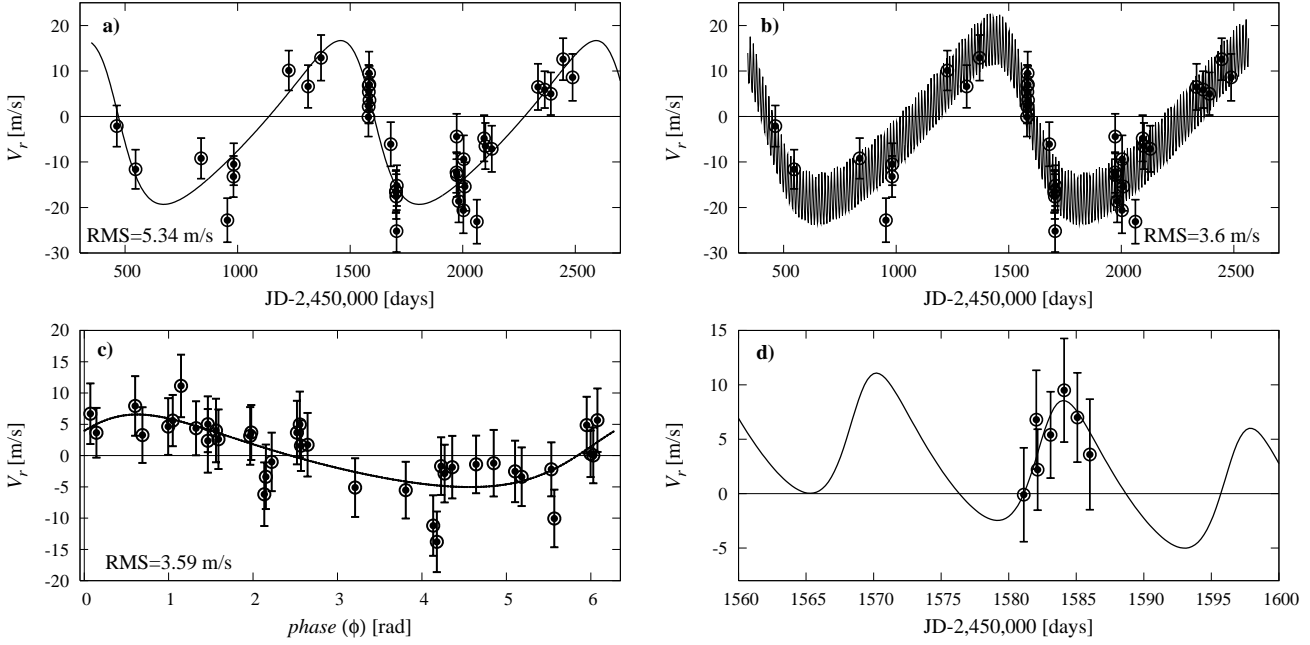 a)
20
10
0
-10
-20
-30
V_r [m/s]
RMS=5.34 m/s
500 1000 1500 2000 2500
JD-2,450,000 [days]
b)
20
10
0
-10
-20
-30
V_r [m/s]
RMS=3.6 m/s
500 1000 1500 2000 2500
JD-2,450,000 [days]
c)
20
15
10
5
0
-5
-10
-15
-20
V_r [m/s]
RMS=3.59 m/s
0 1 2 3 4 5 6
phase (ϕ) [rad]
d)
15
10
5
0
-5
V_r [m/s]
1560 1565 1570 1575 1580 1585 1590 1595 1600
JD-2,450,000 [days]